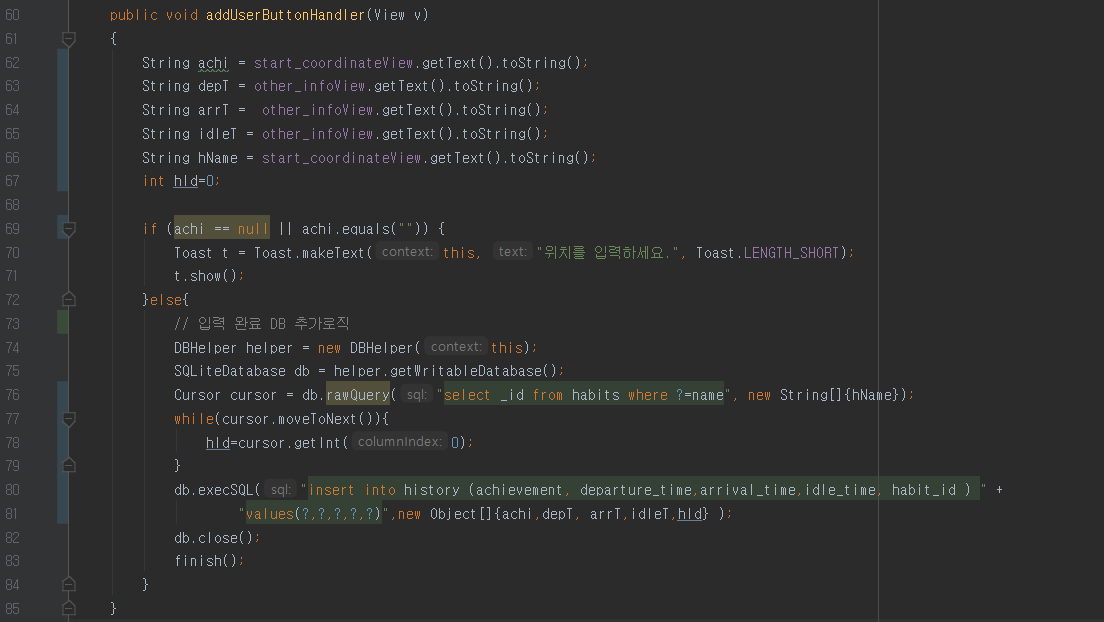 60 public void addUserButtonHandler(View v)
61 {
62 String achi = start_coordinateView.getText().toString();
63 String depT = other_infoView.getText().toString();
64 String arrT =  other_infoView.getText().toString();
65 String idleT = other_infoView.getText().toString();
66 String hName = start_coordinateView.getText().toString();
67 int hId=0;
68
69 if (achi == null || achi.equals("")) {
70 Toast t = Toast.makeText( context: this, text: "위치를 입력하세요.", Toast.LENGTH_SHORT);
71 t.show();
72 }else{
73 // 입력 완료 DB 추가로직
74 DBHelper helper = new DBHelper( context: this);
75 SQLiteDatabase db = helper.getWritableDatabase();
76 Cursor cursor = db.rawQuery( sql: "select _id from habits where ?=name", new String[]{hName});
77 while(cursor.moveToNext()){
78 hId=cursor.getInt( columnIndex: 0);
79 }
80 db.execSQL( sql: "insert into history (achievement, departure_time,arrival_time,idle_time, habit_id ) " +
81 "values(?,?,?,?,?)",new Object[]{achi,depT, arrT,idleT,hId} );
82 db.close();
83 finish();
84 }
85 }